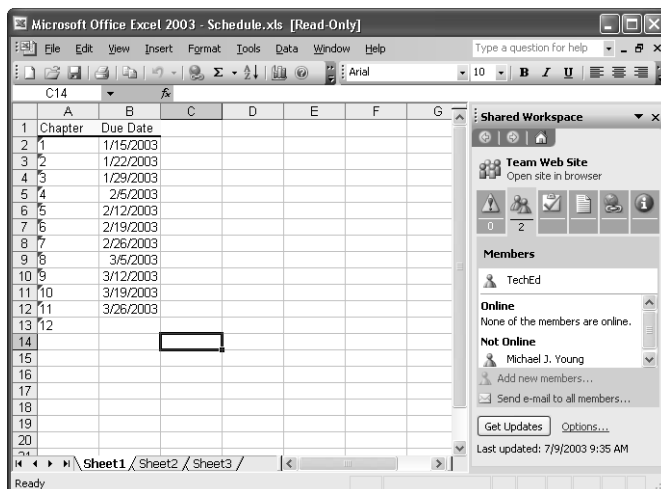 Microsoft Office Excel 2003 - Schedule.xls [Read-Only]
File Edit View Insert Format Tools Data Window Help Type a question for help
Arial 10 B I U
C14 fx
A B C D E F G
1 Chapter Due Date
2 1 1/15/2003
3 2 1/22/2003
4 3 1/29/2003
5 4 2/5/2003
6 5 2/12/2003
7 6 2/19/2003
8 7 2/26/2003
9 8 3/5/2003
10 9 3/12/2003
11 10 3/19/2003
12 11 3/26/2003
13 12
14
15
16
17
18
19
20
21
Sheet1 / Sheet2 / Sheet3 /
Ready
Shared Workspace
Team Web Site
Open site in browser
0 2
Members
TechEd
Online
None of the members are online.
Not Online
Michael J. Young
Add new members...
Send e-mail to all members...
Get Updates Options...
Last updated: 7/9/2003 9:35 AM